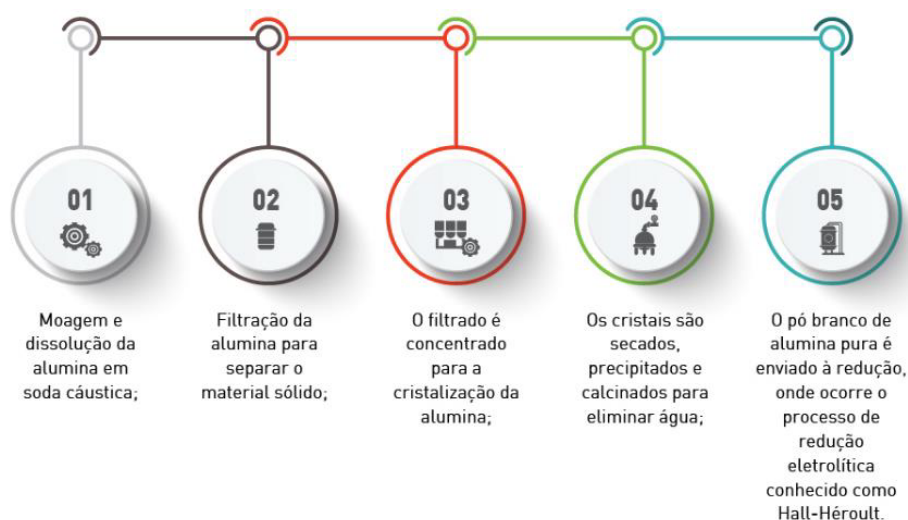 01
Moagem e
dissolução da
alumina em
soda cáustica;
02
Filtração da
alumina para
separar o
material sólido;
03
O filtrado é
concentrado
para a
cristalização da
alumina;
04
Os cristais são
secados,
precipitados e
calcinados para
eliminar água;
05
O pó branco de
alumina pura é
enviado à redução,
onde ocorre o
processo de
redução
eletrolítica
conhecido como
Hall-Héroult.